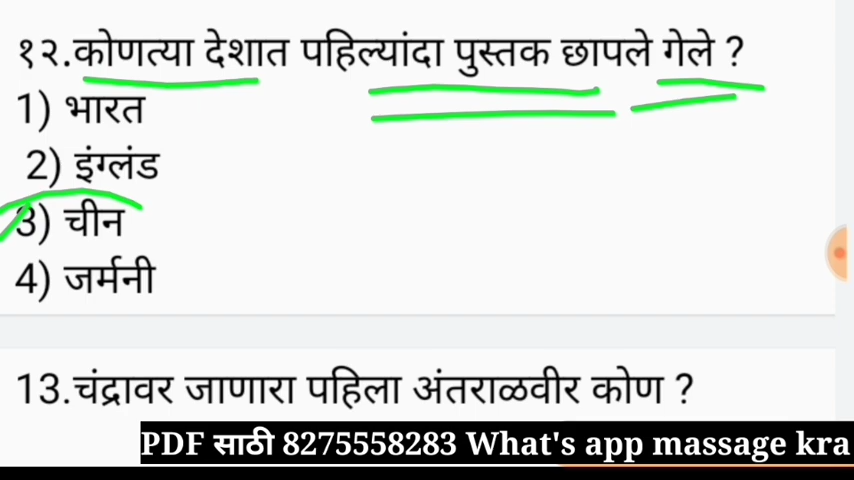 १२.कोणत्या देशात पहिल्यांदा पुस्तक छापले गेले ?
1) भारत
2) इंग्लंड
3) चीन
4) जर्मनी
13.चंद्रावर जाणारा पहिला अंतराळवीर कोण ?
PDF साठी 8275558283 What's app massage kra